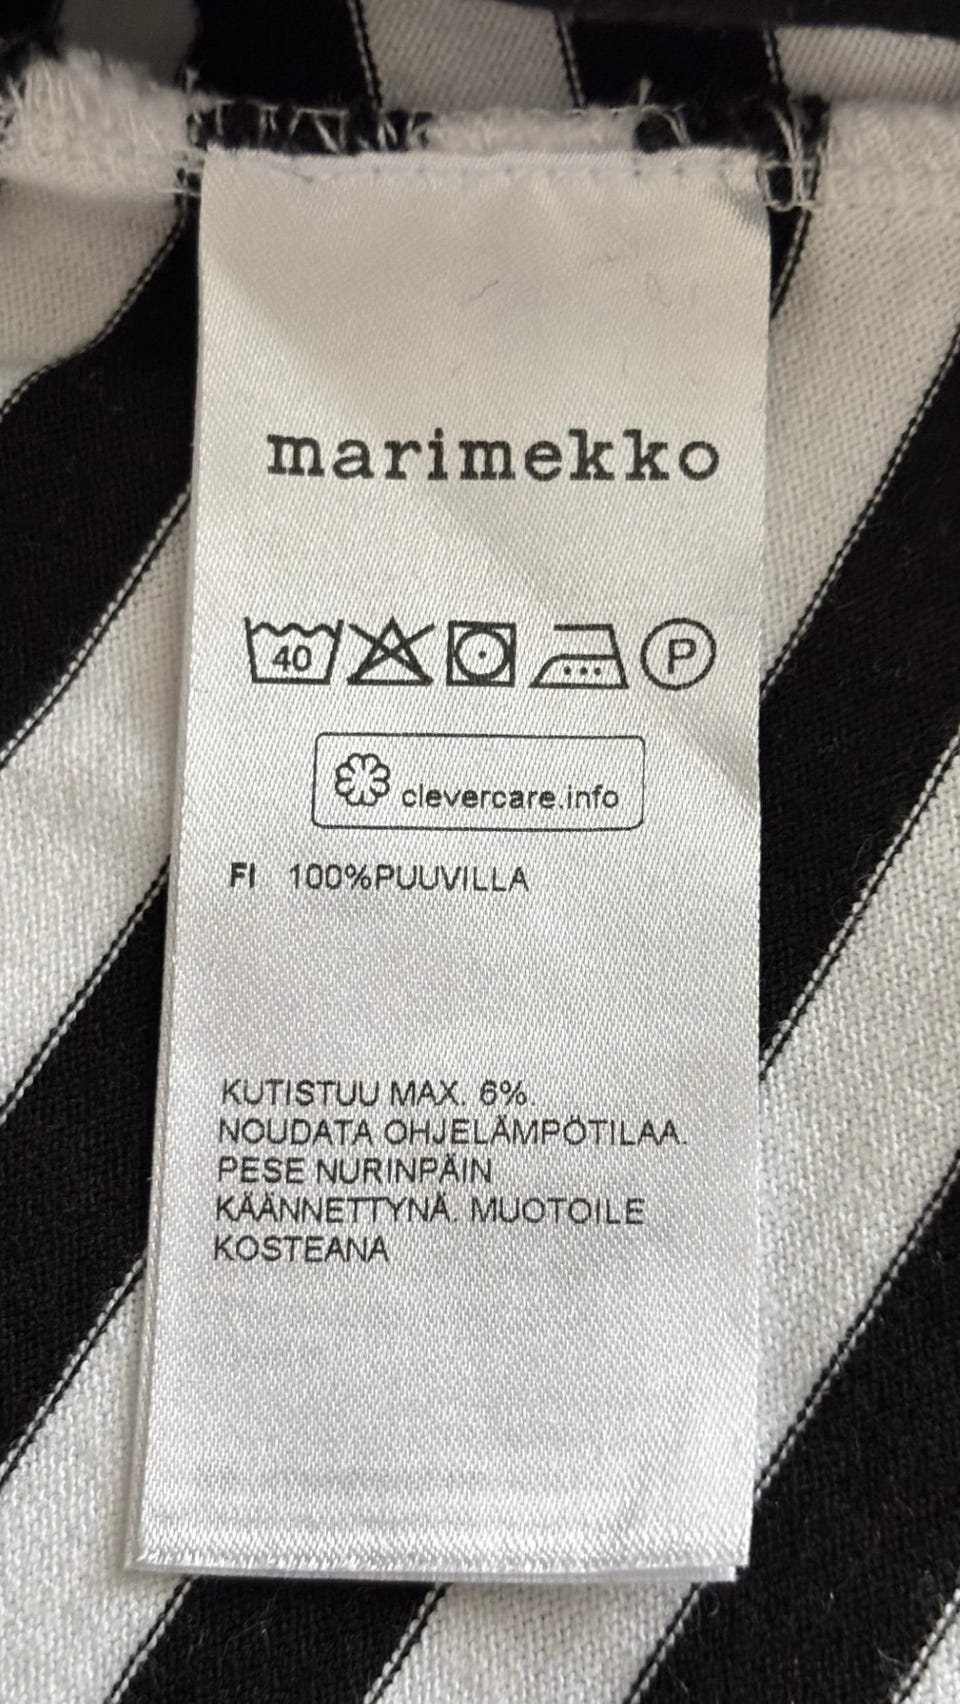 marimekko
40 P
clevercare.info
FI 100%PUUVILLA
KUTISTUU MAX. 6%.
NOUDATA OHJELÄMPÖTILAA.
PESE NURINPÄIN
KÄÄNNETTYNÄ. MUOTOILE
KOSTEANA